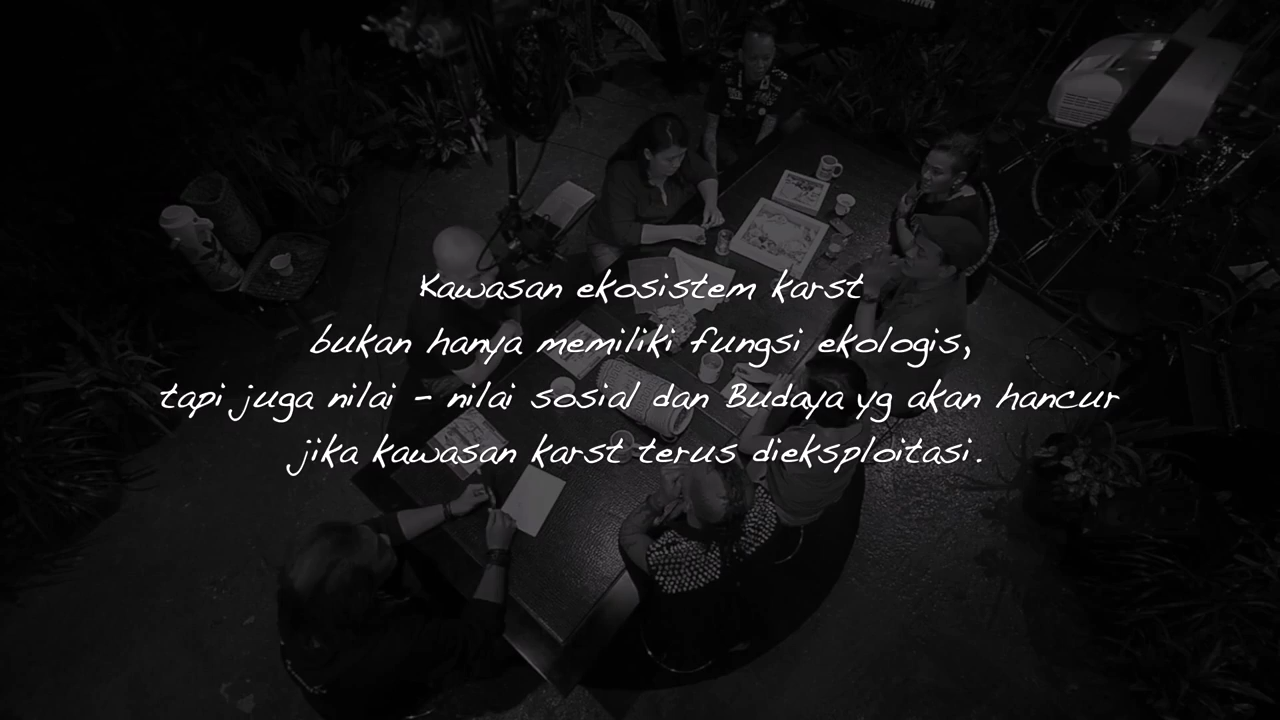 Kawasan ekosistem karst
bukan hanya memiliki fungsi ekologis,
tapi juga nilai - nilai sosial dan Budaya yg akan hancur
jika kawasan karst terus dieksploitasi.